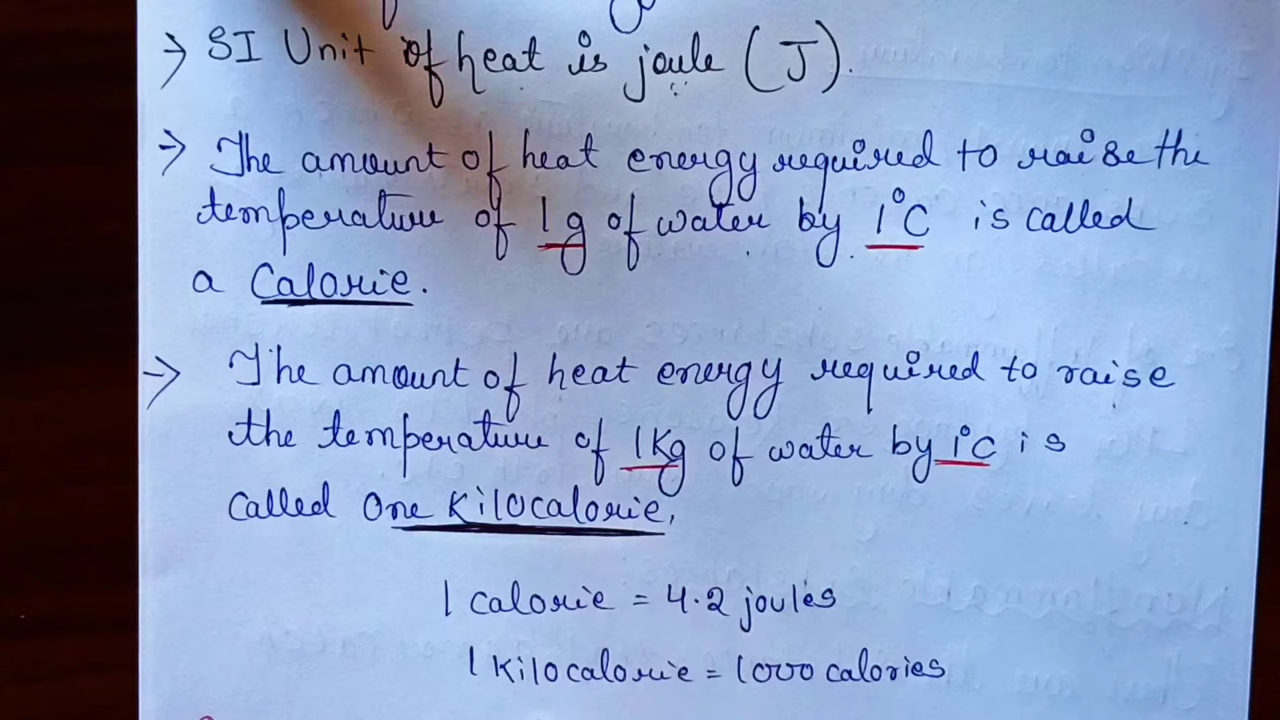 → SI Unit of heat is joule (J).
→ The amount of heat energy required to raise the
temperature of 1g of water by 1°C is called
a Calorie.
→ The amount of heat energy required to raise
the temperature of 1Kg of water by 1°C is
called One Kilocalorie,
1 calorie = 4.2 joules
1 Kilocalorie = 1000 calories